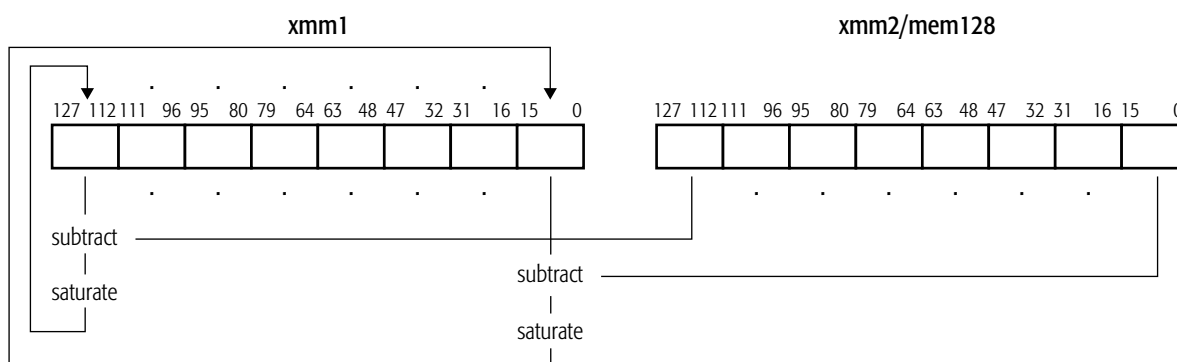 xmm1 xmm2/mem128
127 112 111 96 95 80 79 64 63 48 47 32 31 16 15 0 127 112 111 96 95 80 79 64 63 48 47 32 31 16 15 0
subtract
subtract
saturate
saturate